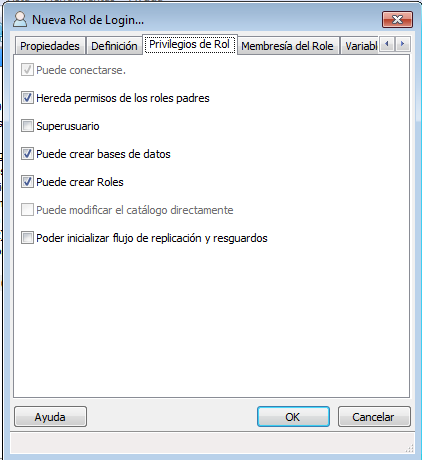 Nueva Rol de Login...
Propiedades Definición Privilegios de Rol Membresía del Role Variabl
Puede conectarse.
Hereda permisos de los roles padres
Superusuario
Puede crear bases de datos
Puede crear Roles
Puede modificar el catálogo directamente
Poder inicializar flujo de replicación y resguardos
Ayuda OK Cancelar